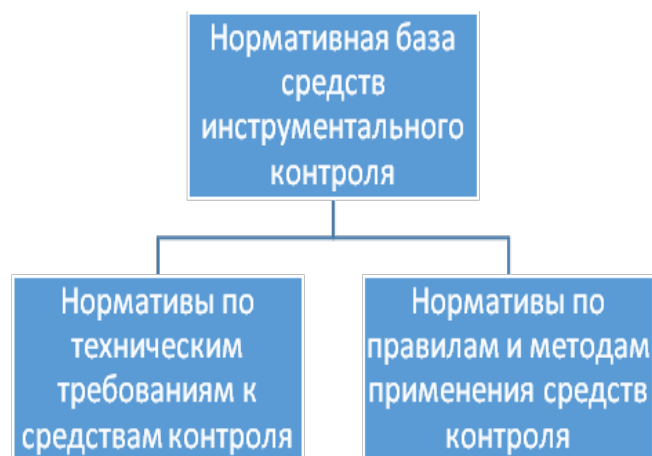 Нормативная база
средств
инструментального
контроля
Нормативы по
техническим
требованиям к
средствам контроля
Нормативы по
правилам и методам
применения средств
контроля